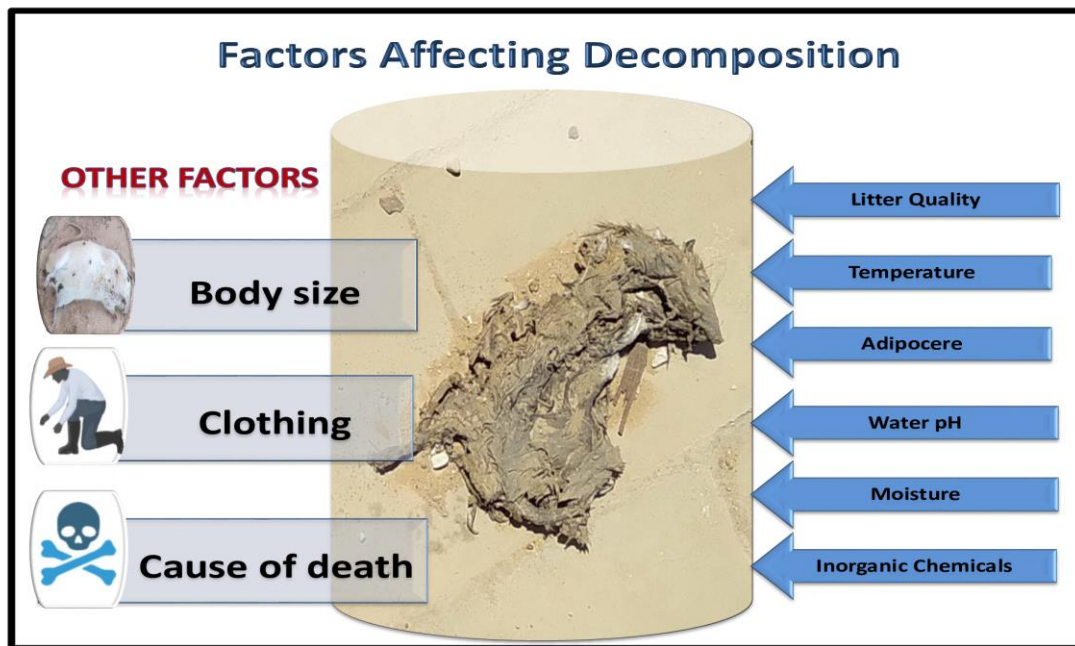 Factors Affecting Decomposition
OTHER FACTORS
Body size
Clothing
Cause of death
Litter Quality
Temperature
Adipocere
Water pH
Moisture
Inorganic Chemicals